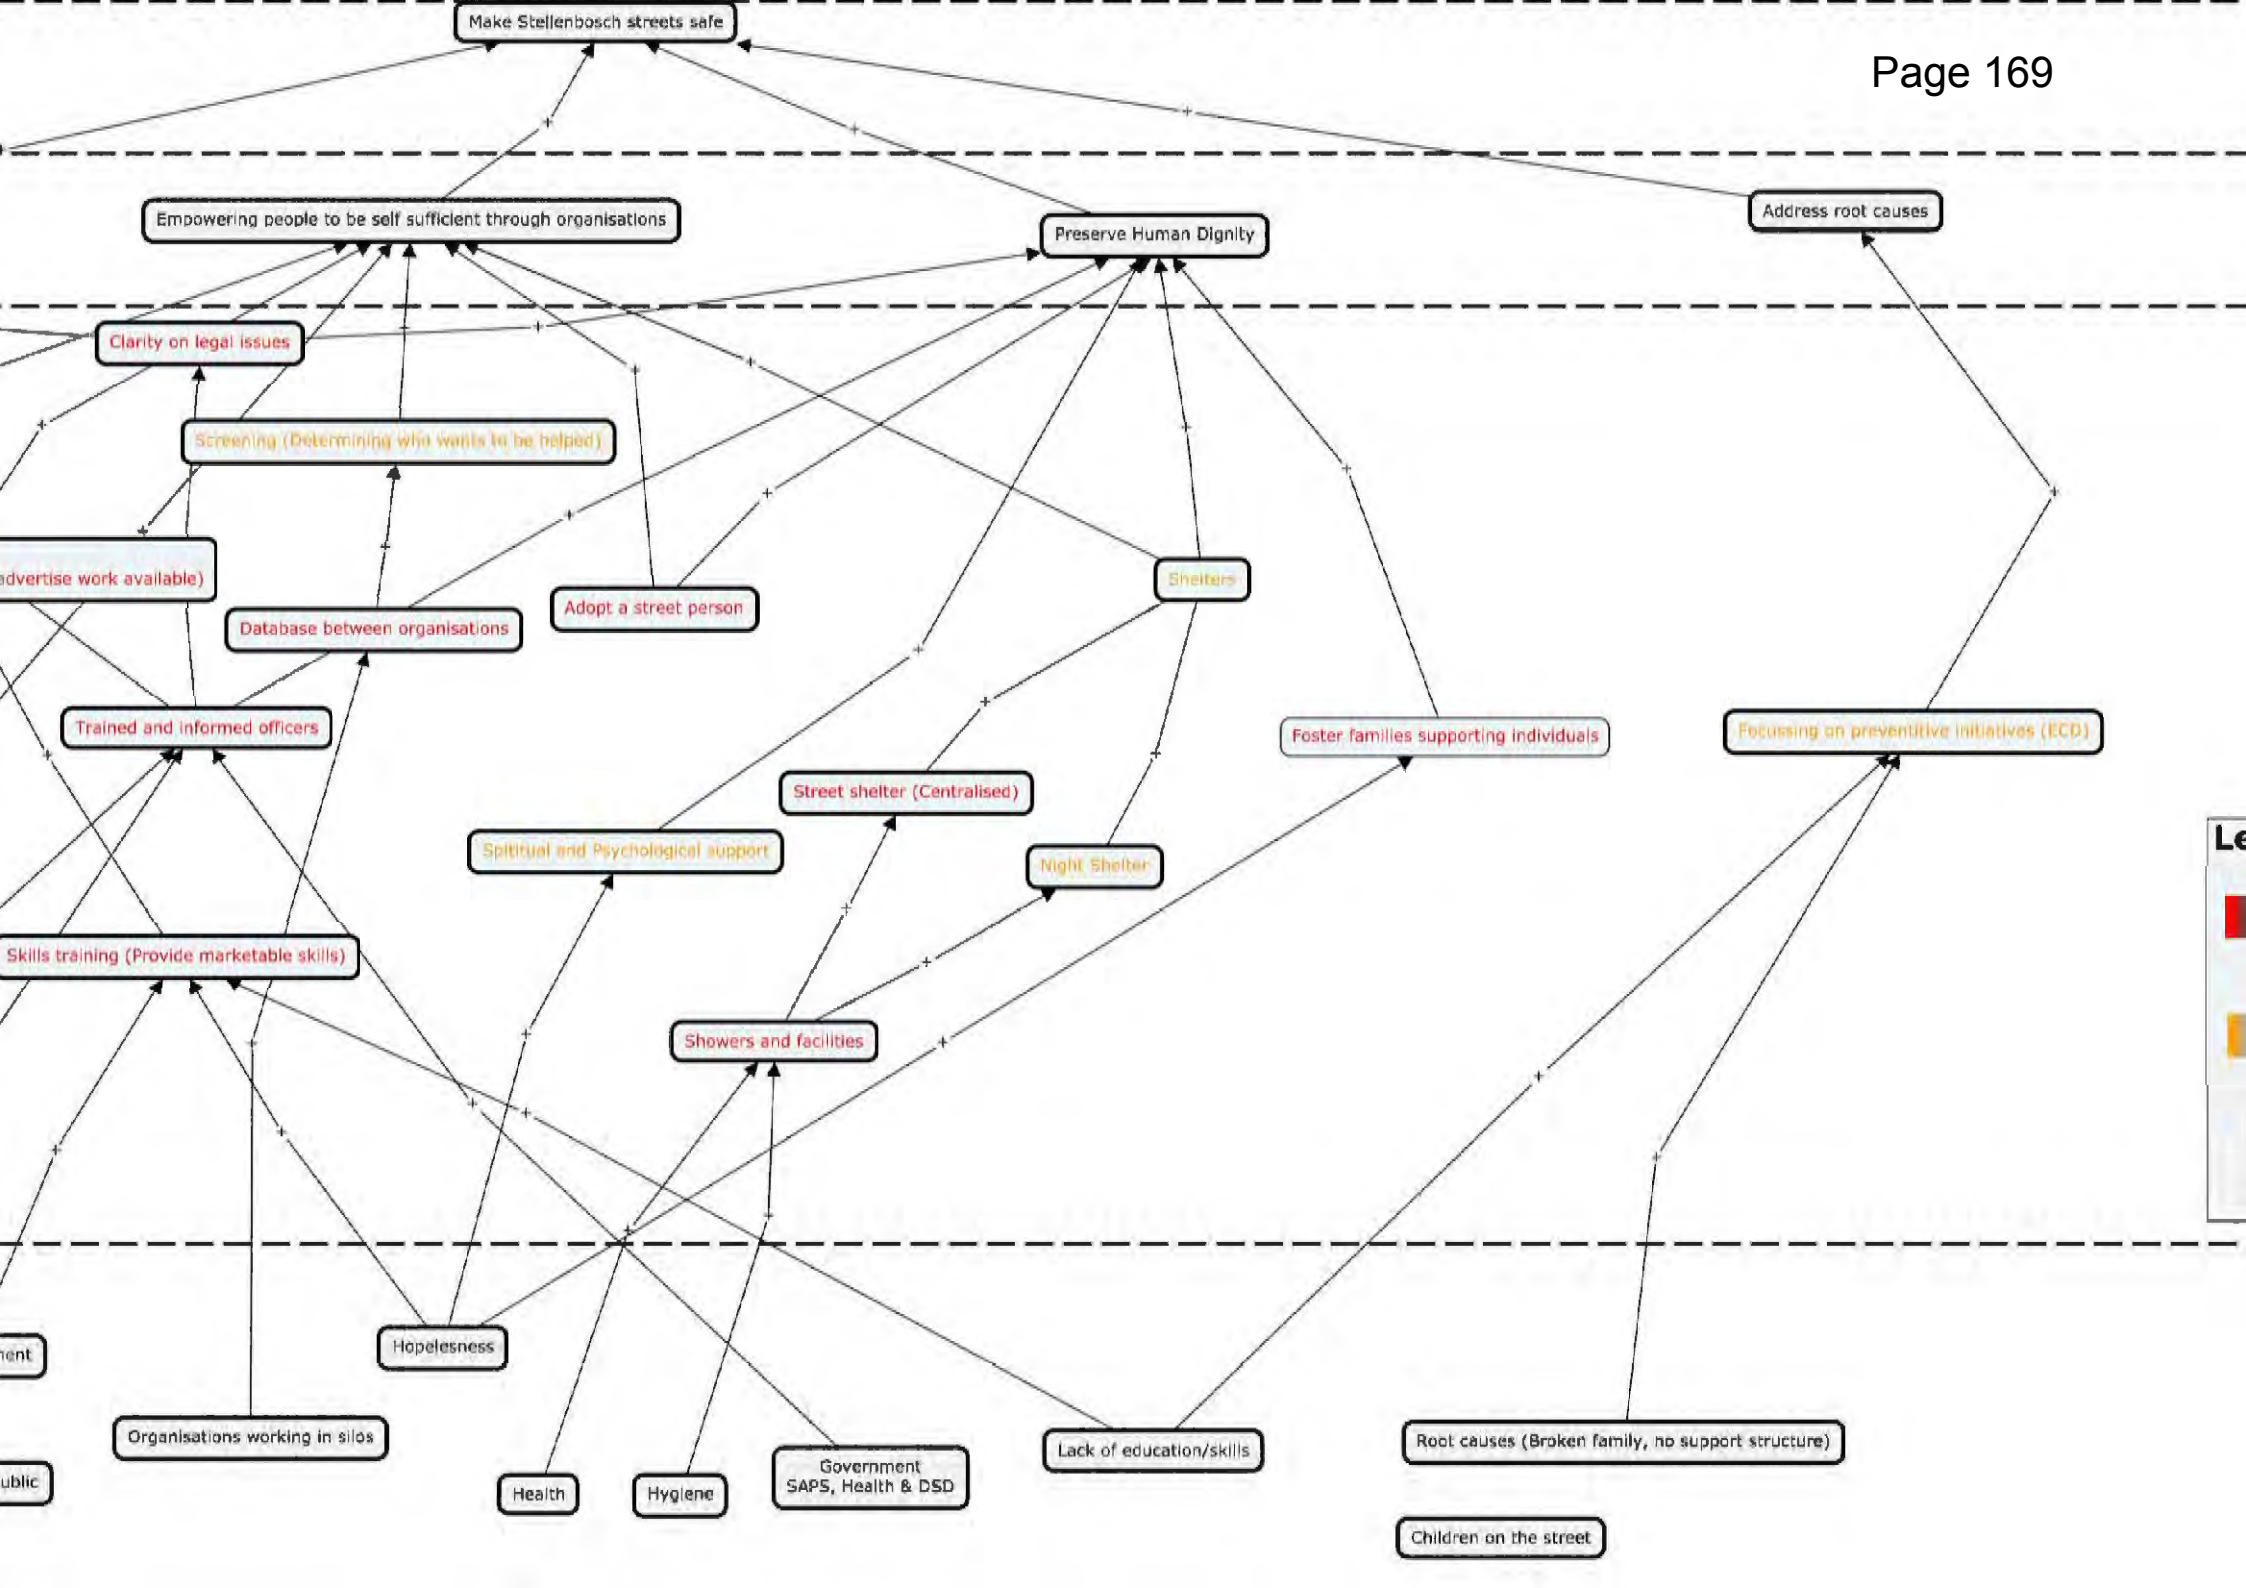 Make Stellenbosch streets safe
Page 169
Empowering people to be self sufficient through organisations
Preserve Human Dignity
Address root causes
Clarity on legal issues
Screening (Determining who wants to be helped)
advertise work available)
Database between organisations
Adopt a street person
Shelters
Trained and informed officers
Foster families supporting individuals
Focussing on preventitive initiatives (ECD)
Street shelter (Centralised)
Spititual and Psychological support
Night Shelter
Le
Skills training (Provide marketable skills)
Showers and facilities
Hopelesness
ment
Organisations working in silos
ublic
Health
Hygiene
Government
SAPS, Health & DSD
Lack of education/skills
Root causes (Broken family, no support structure)
Children on the street